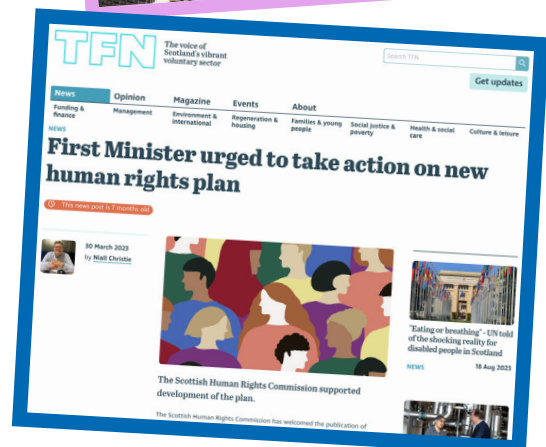 TFN
The voice of
Scotland's vibrant
voluntary sector
Search TFN
Get updates
News
Opinion
Magazine
Events
About
Funding &
finance
Management
Environment &
international
Regeneration &
housing
Families & young
people
Social justice &
poverty
Health & social
care
Culture & leisure
NEWS
First Minister urged to take action on new
human rights plan
This news post is 7 months old
30 March 2023
by Niall Christie
The Scottish Human Rights Commission supported
development of the plan.
The Scottish Human Rights Commission has welcomed the publication of
"Eating or breathing" - UN told
of the shocking reality for
disabled people in Scotland
NEWS
18 Aug 2023